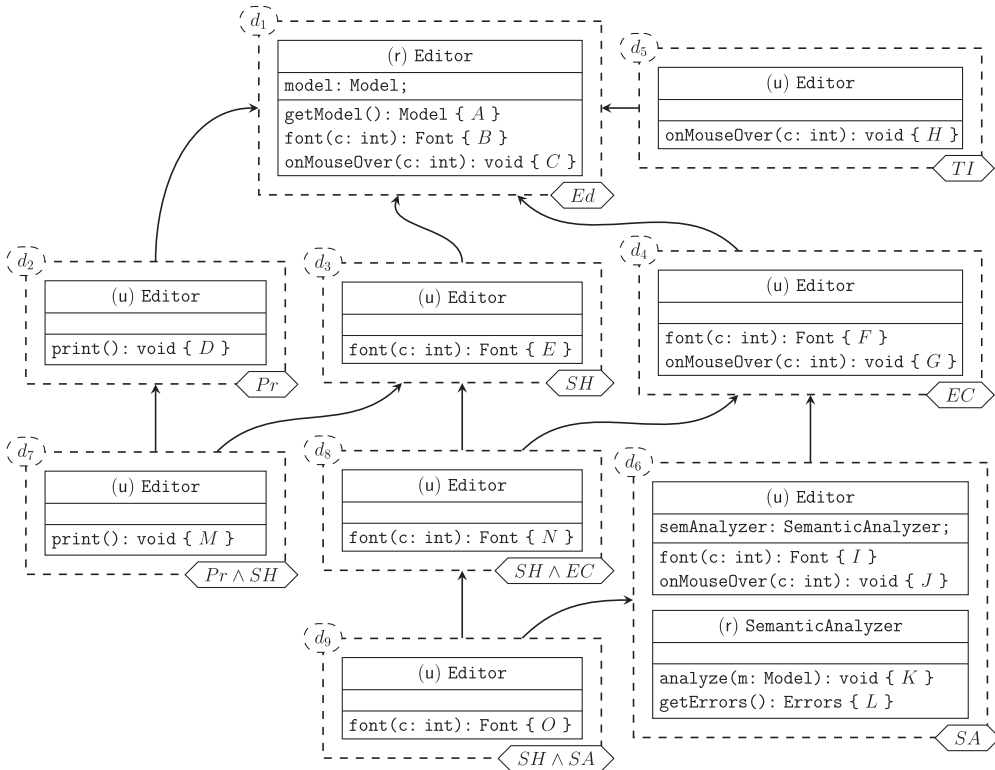 d1
(r) Editor
model: Model;
getModel(): Model { A }
font(c: int): Font { B }
onMouseOver(c: int): void { C }
Ed
d5
(u) Editor
onMouseOver(c: int): void { H }
TI
d2
(u) Editor
print(): void { D }
Pr
d3
(u) Editor
font(c: int): Font { E }
SH
d4
(u) Editor
font(c: int): Font { F }
onMouseOver(c: int): void { G }
EC
d7
(u) Editor
print(): void { M }
Pr ∧ SH
d8
(u) Editor
font(c: int): Font { N }
SH ∧ EC
d6
(u) Editor
semAnalyzer: SemanticAnalyzer;
font(c: int): Font { I }
onMouseOver(c: int): void { J }
(r) SemanticAnalyzer
analyze(m: Model): void { K }
getErrors(): Errors { L }
SA
d9
(u) Editor
font(c: int): Font { O }
SH ∧ SA